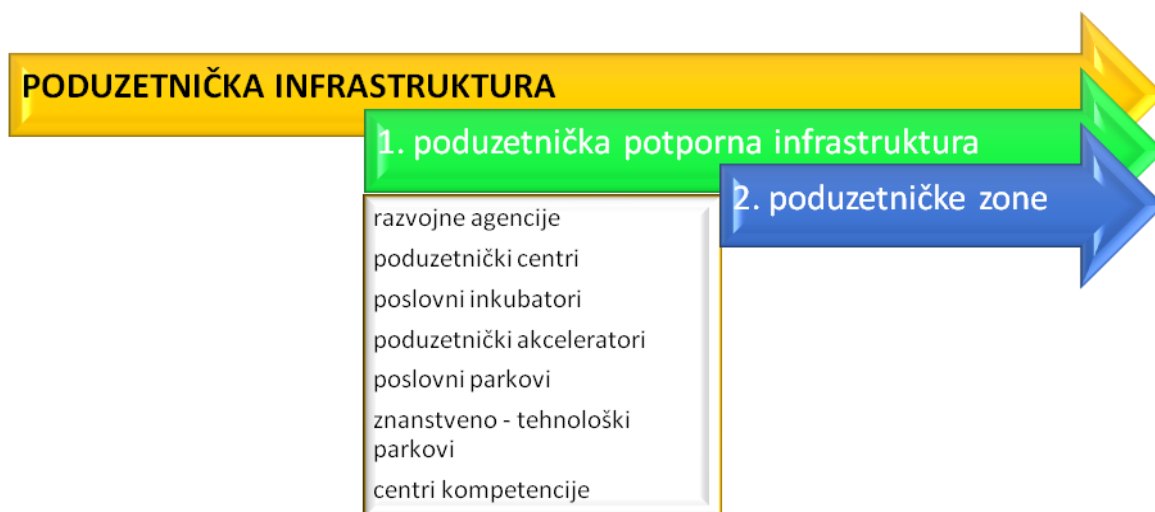 PODUZETNIČKA INFRASTRUKTURA
1. poduzetnička potporna infrastruktura
2. poduzetničke zone
razvojne agencije
poduzetnički centri
poslovni inkubatori
poduzetnički akceleratori
poslovni parkovi
znanstveno - tehnološki
parkovi
centri kompetencije